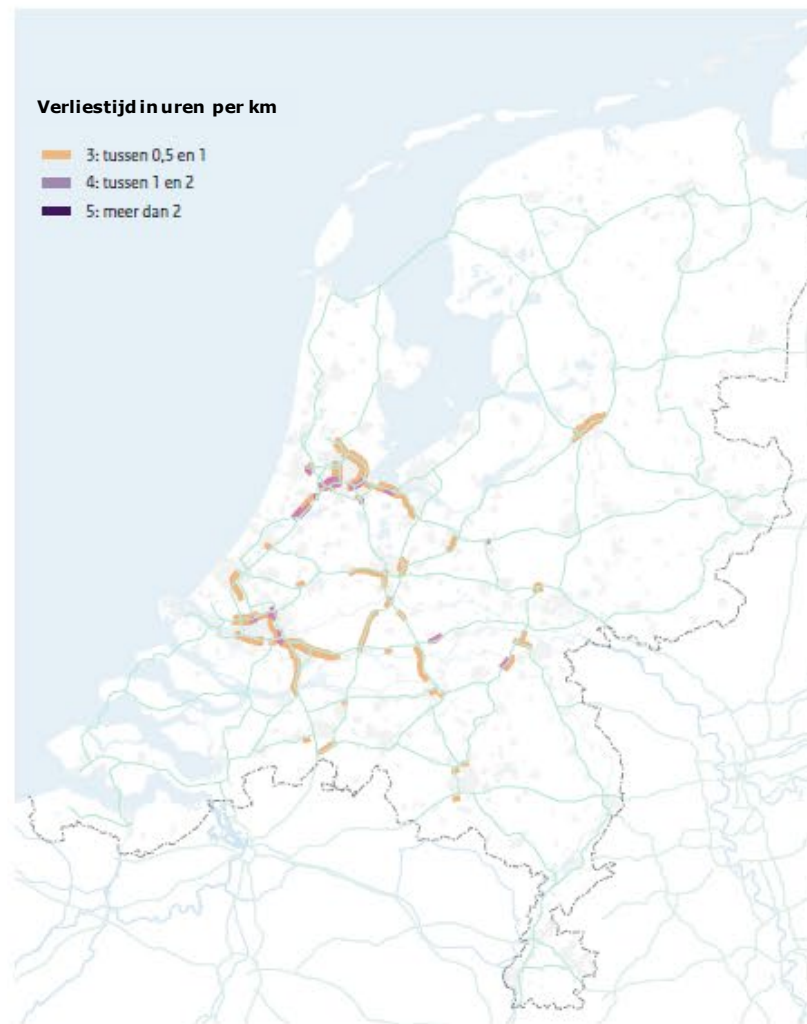 Verliestijd in uren per km
3: tussen 0,5 en 1
4: tussen 1 en 2
5: meer dan 2